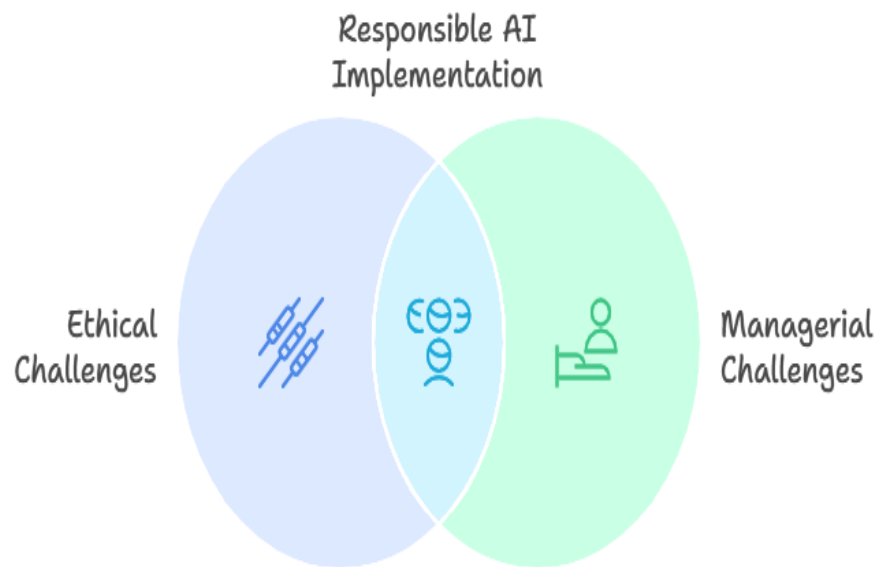 Responsible AI
Implementation
Ethical
Challenges
Managerial
Challenges